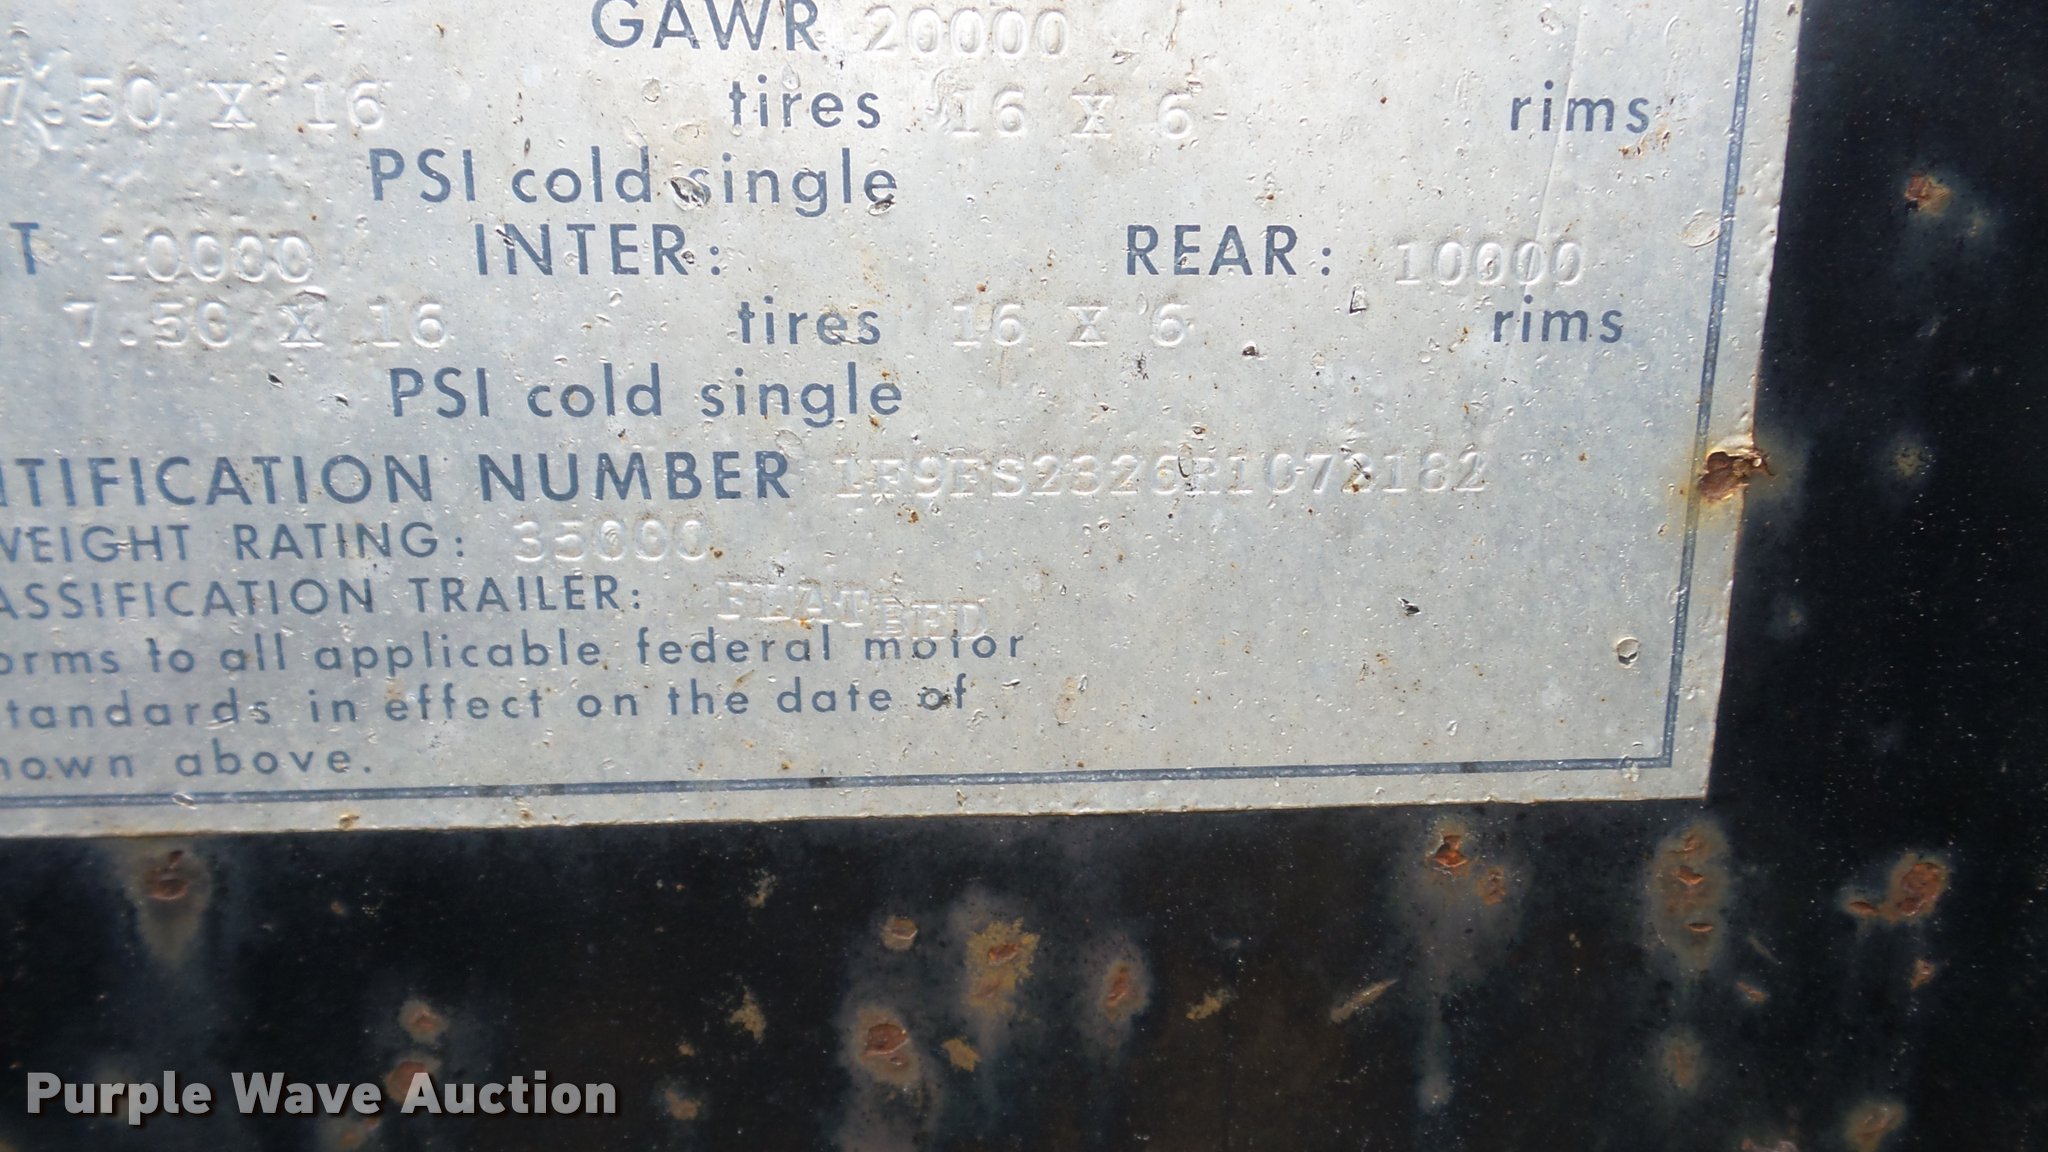 GAWR 20000
7.50 X 16 tires 16 X 6 rims
PSI cold single
T 10000 INTER: REAR: 10000
7.50 X 16 tires 16 X 6 rims
PSI cold single
NTIFICATION NUMBER
WEIGHT RATING: 35000
ASSIFICATION TRAILER: FLATBED
orms to all applicable federal motor
tandards in effect on the date of
hown above.
Purple Wave Auction